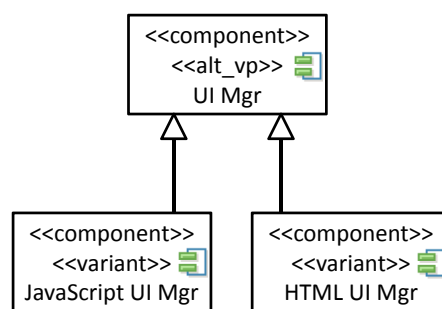 <<component>>
<<alt_vp>>
UI Mgr
<<component>>
<<variant>>
JavaScript UI Mgr
<<component>>
<<variant>>
HTML UI Mgr